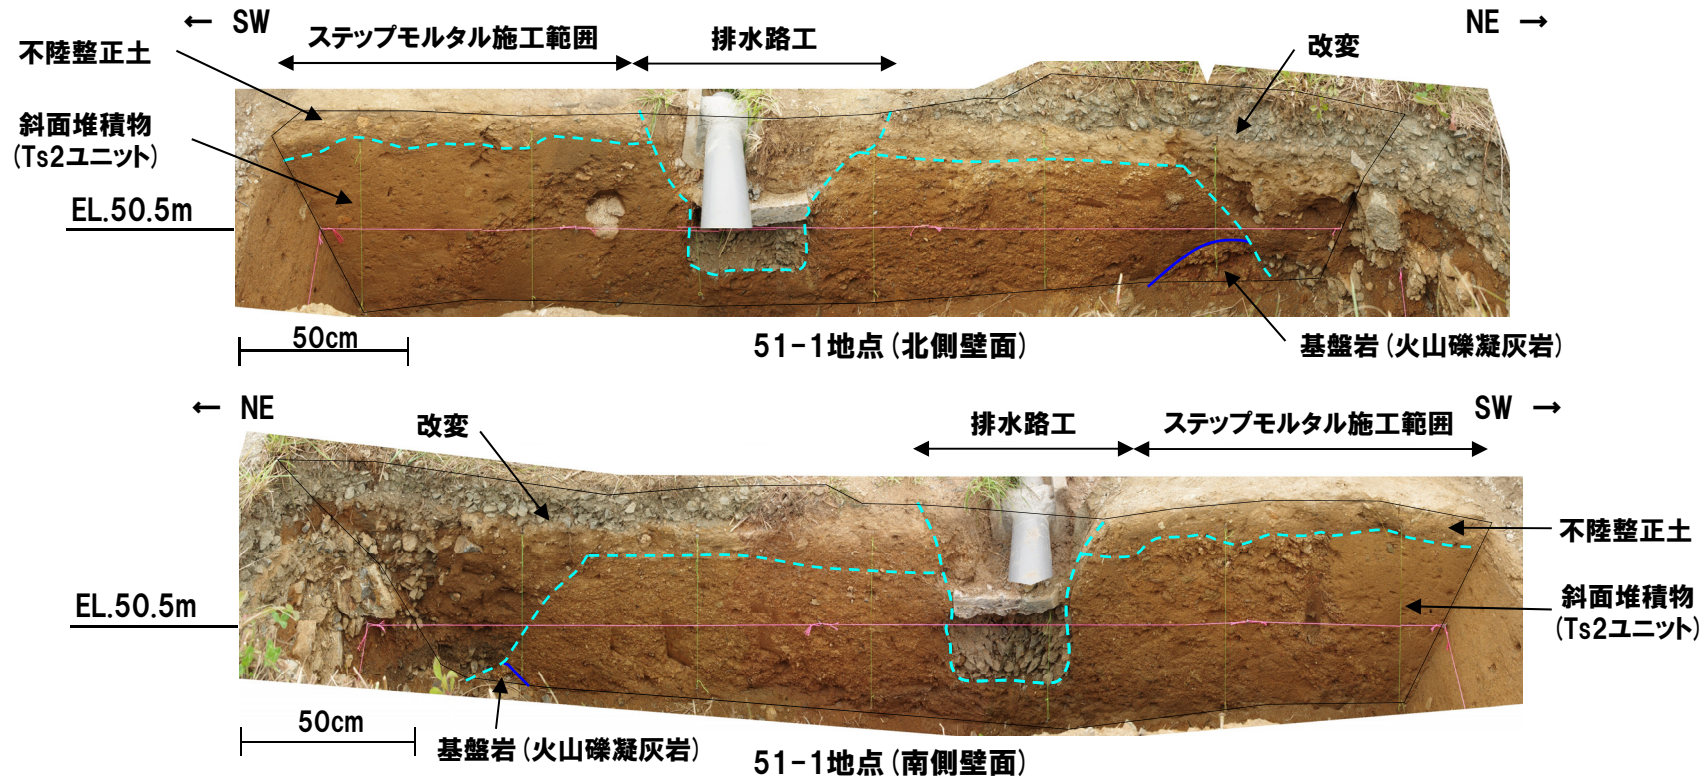 ← SW
NE →
ステップモルタル施工範囲
排水路工
改変
不陸整正土
斜面堆積物
(Ts2ユニット)
EL.50.5m
50cm
51-1地点(北側壁面)
基盤岩(火山礫凝灰岩)
← NE
SW →
改変
排水路工
ステップモルタル施工範囲
不陸整正土
斜面堆積物
(Ts2ユニット)
EL.50.5m
50cm
基盤岩(火山礫凝灰岩)
51-1地点(南側壁面)